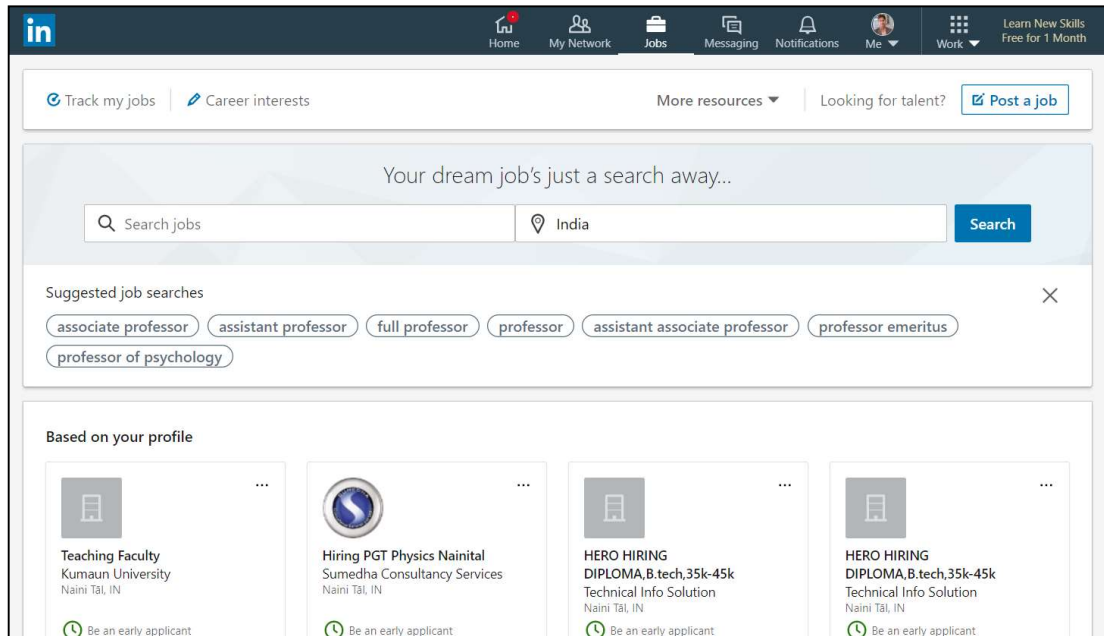 in
Home
My Network
Jobs
Messaging
Notifications
Me
Work
Learn New Skills
Free for 1 Month
Track my jobs
Career interests
More resources
Looking for talent?
Post a job
Your dream job's just a search away...
Search jobs
India
Search
Suggested job searches
associate professor
assistant professor
full professor
professor
assistant associate professor
professor emeritus
professor of psychology
Based on your profile
...
Teaching Faculty
Kumaun University
Naini Tāl, IN
Be an early applicant
...
S
Hiring PGT Physics Nainital
Sumedha Consultancy Services
Naini Tāl, IN
Be an early applicant
...
HERO HIRING
DIPLOMA,B.tech,35k-45k
Technical Info Solution
Naini Tāl, IN
Be an early applicant
...
HERO HIRING
DIPLOMA,B.tech,35k-45k
Technical Info Solution
Naini Tāl, IN
Be an early applicant